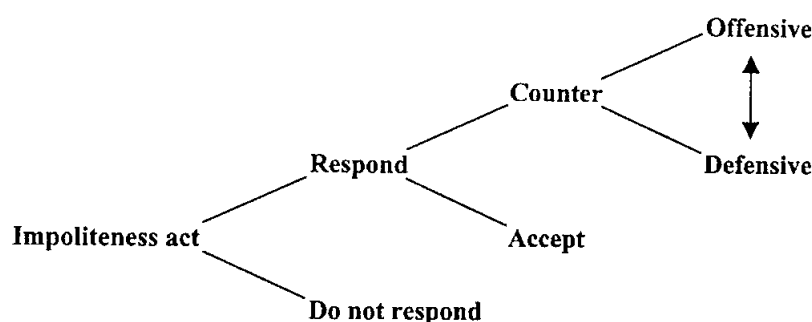 Offensive
Counter
Respond
Defensive
Impoliteness act
Accept
Do not respond